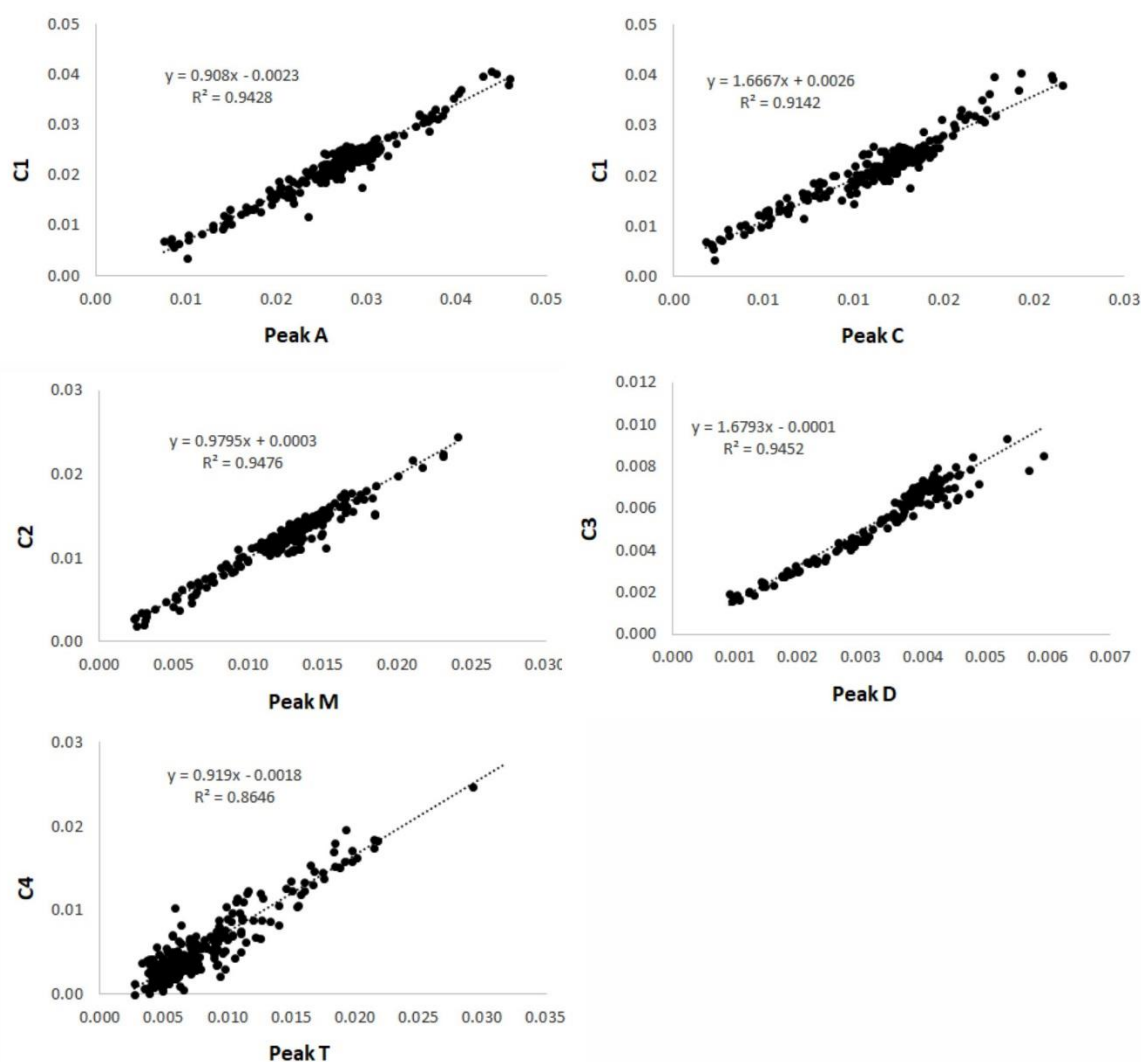 0.05
0.04
0.03
0.02
0.01
0.00
C1
y = 0.908x - 0.0023
R² = 0.9428
0.00 0.01 0.02 0.03 0.04 0.05
Peak A
0.05
0.04
0.03
0.02
0.01
0.00
C1
y = 1.6667x + 0.0026
R² = 0.9142
0.00 0.01 0.01 0.02 0.02 0.03
Peak C
0.03
0.02
0.01
0.00
C2
y = 0.9795x + 0.0003
R² = 0.9476
0.000 0.005 0.010 0.015 0.020 0.025 0.030
Peak M
0.012
0.010
0.008
0.006
0.004
0.002
0.000
C3
y = 1.6793x - 0.0001
R² = 0.9452
0.000 0.001 0.002 0.003 0.004 0.005 0.006 0.007
Peak D
0.03
0.02
0.01
0.00
C4
y = 0.919x - 0.0018
R² = 0.8646
0.000 0.005 0.010 0.015 0.020 0.025 0.030 0.035
Peak T